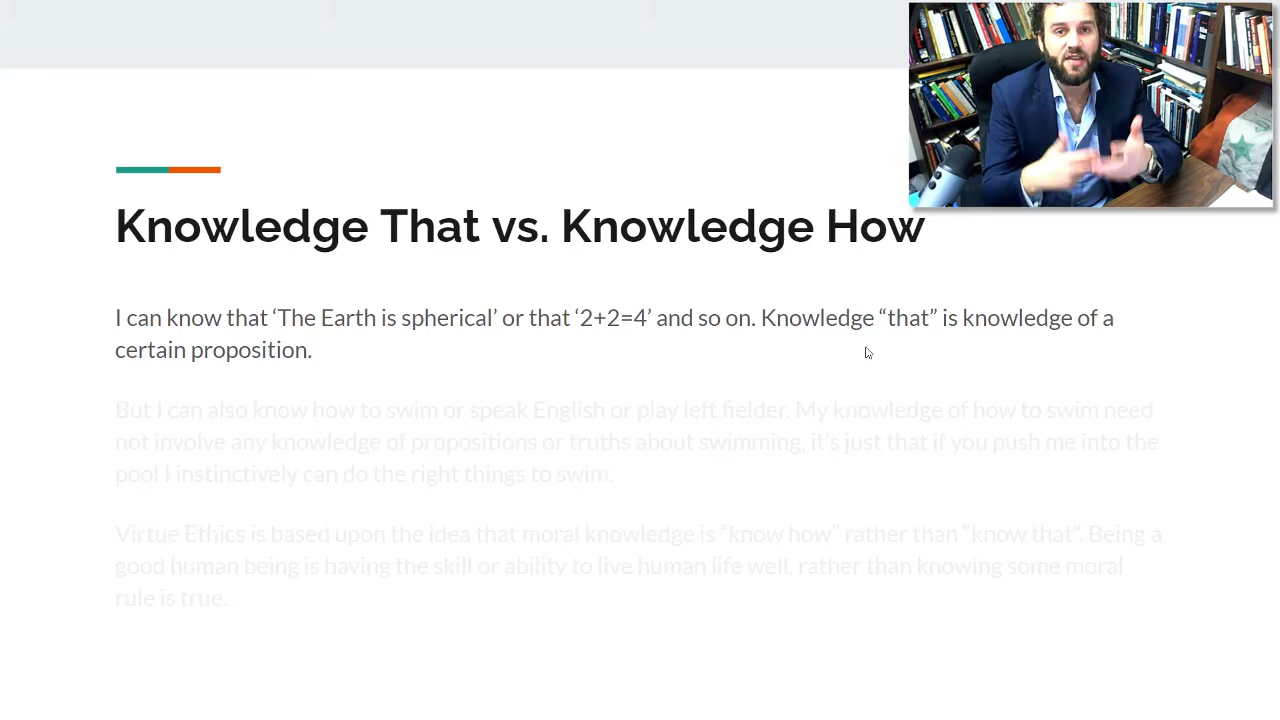 Knowledge That vs. Knowledge How
I can know that ‘The Earth is spherical’ or that ‘2+2=4’ and so on. Knowledge “that” is knowledge of a
certain proposition.
But I can also know how to swim or speak English or play left fielder. My knowledge of how to swim need
not involve any knowledge of propositions or truths about swimming, it’s just that if you push me into the
pool I instinctively can do the right things to swim.
Virtue Ethics is based upon the idea that moral knowledge is “know how” rather than “know that”. Being a
good human being is having the skill or ability to live human life well, rather than knowing some moral
rule is true.